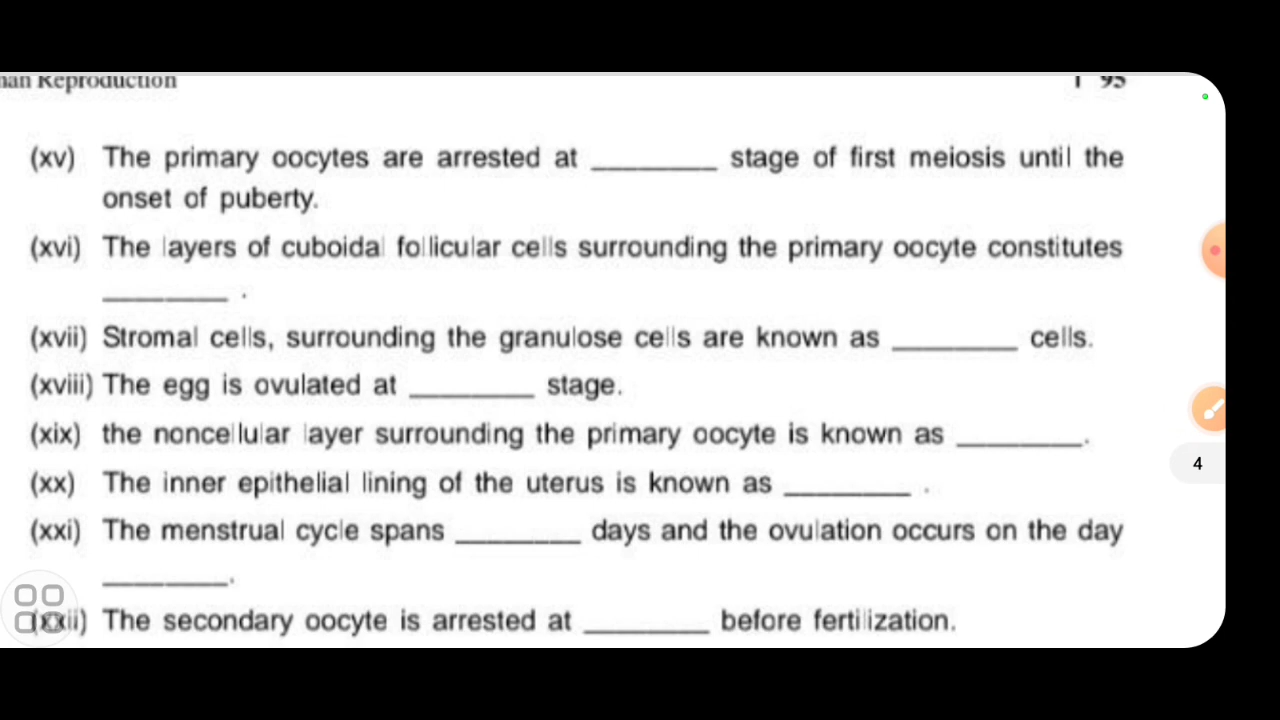 nan Reproduction 1 95
(xv) The primary oocytes are arrested at ________ stage of first meiosis until the
onset of puberty.
(xvi) The layers of cuboidal follicular cells surrounding the primary oocyte constitutes
________ .
(xvii) Stromal cells, surrounding the granulose cells are known as ________ cells.
(xviii) The egg is ovulated at ________ stage.
(xix) the noncellular layer surrounding the primary oocyte is known as ________.
(xx) The inner epithelial lining of the uterus is known as ________ .
4
(xxi) The menstrual cycle spans ________ days and the ovulation occurs on the day
________.
(xxii) The secondary oocyte is arrested at ________ before fertilization.